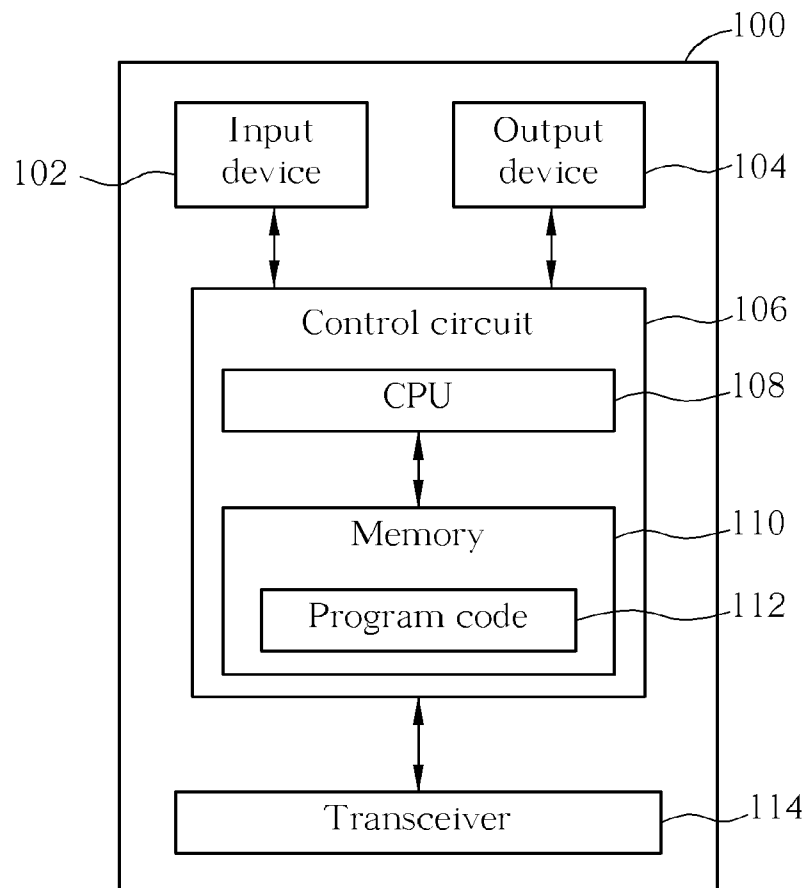 100
Input
device
Output
device
102
104
Control circuit
106
CPU
108
Memory
110
Program code
112
Transceiver
114